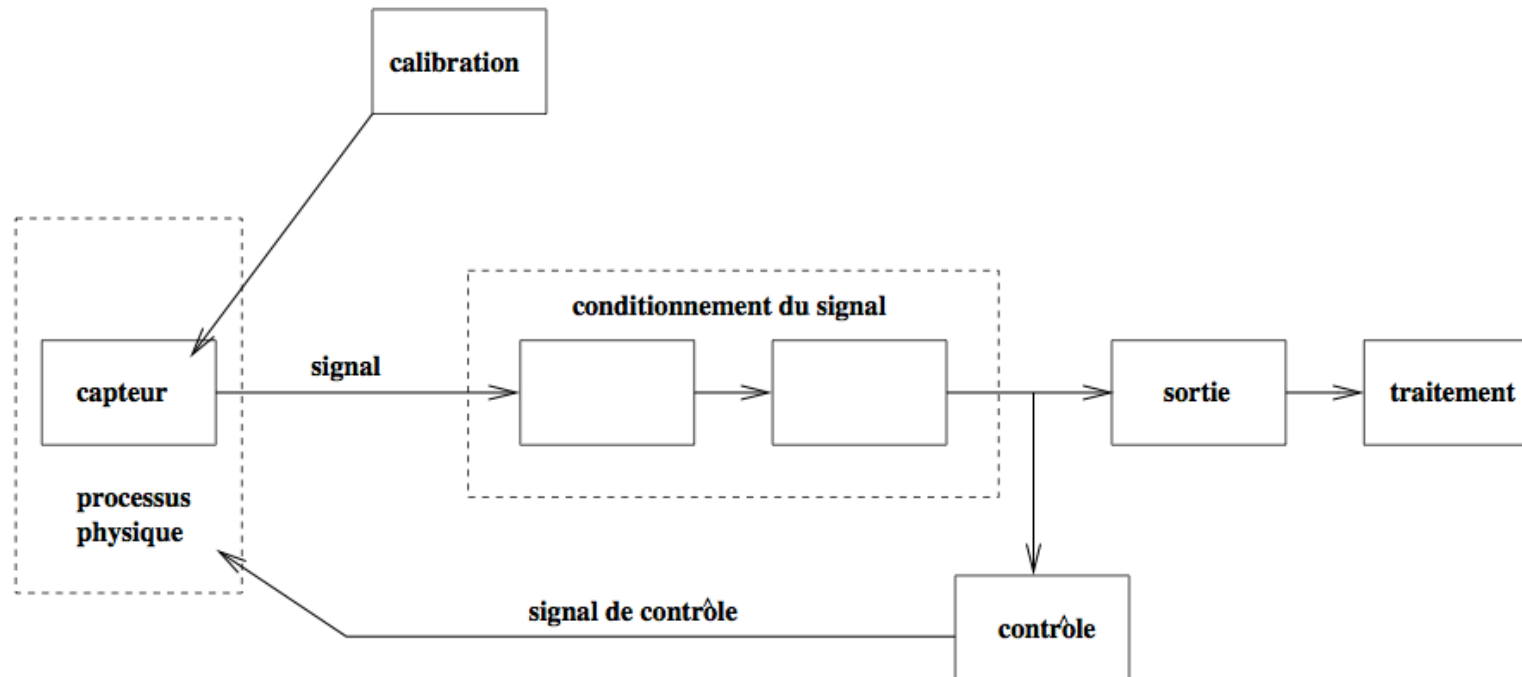 calibration
conditionnement du signal
signal
capteur
sortie
traitement
processus
physique
signal de contrôle
contrôle